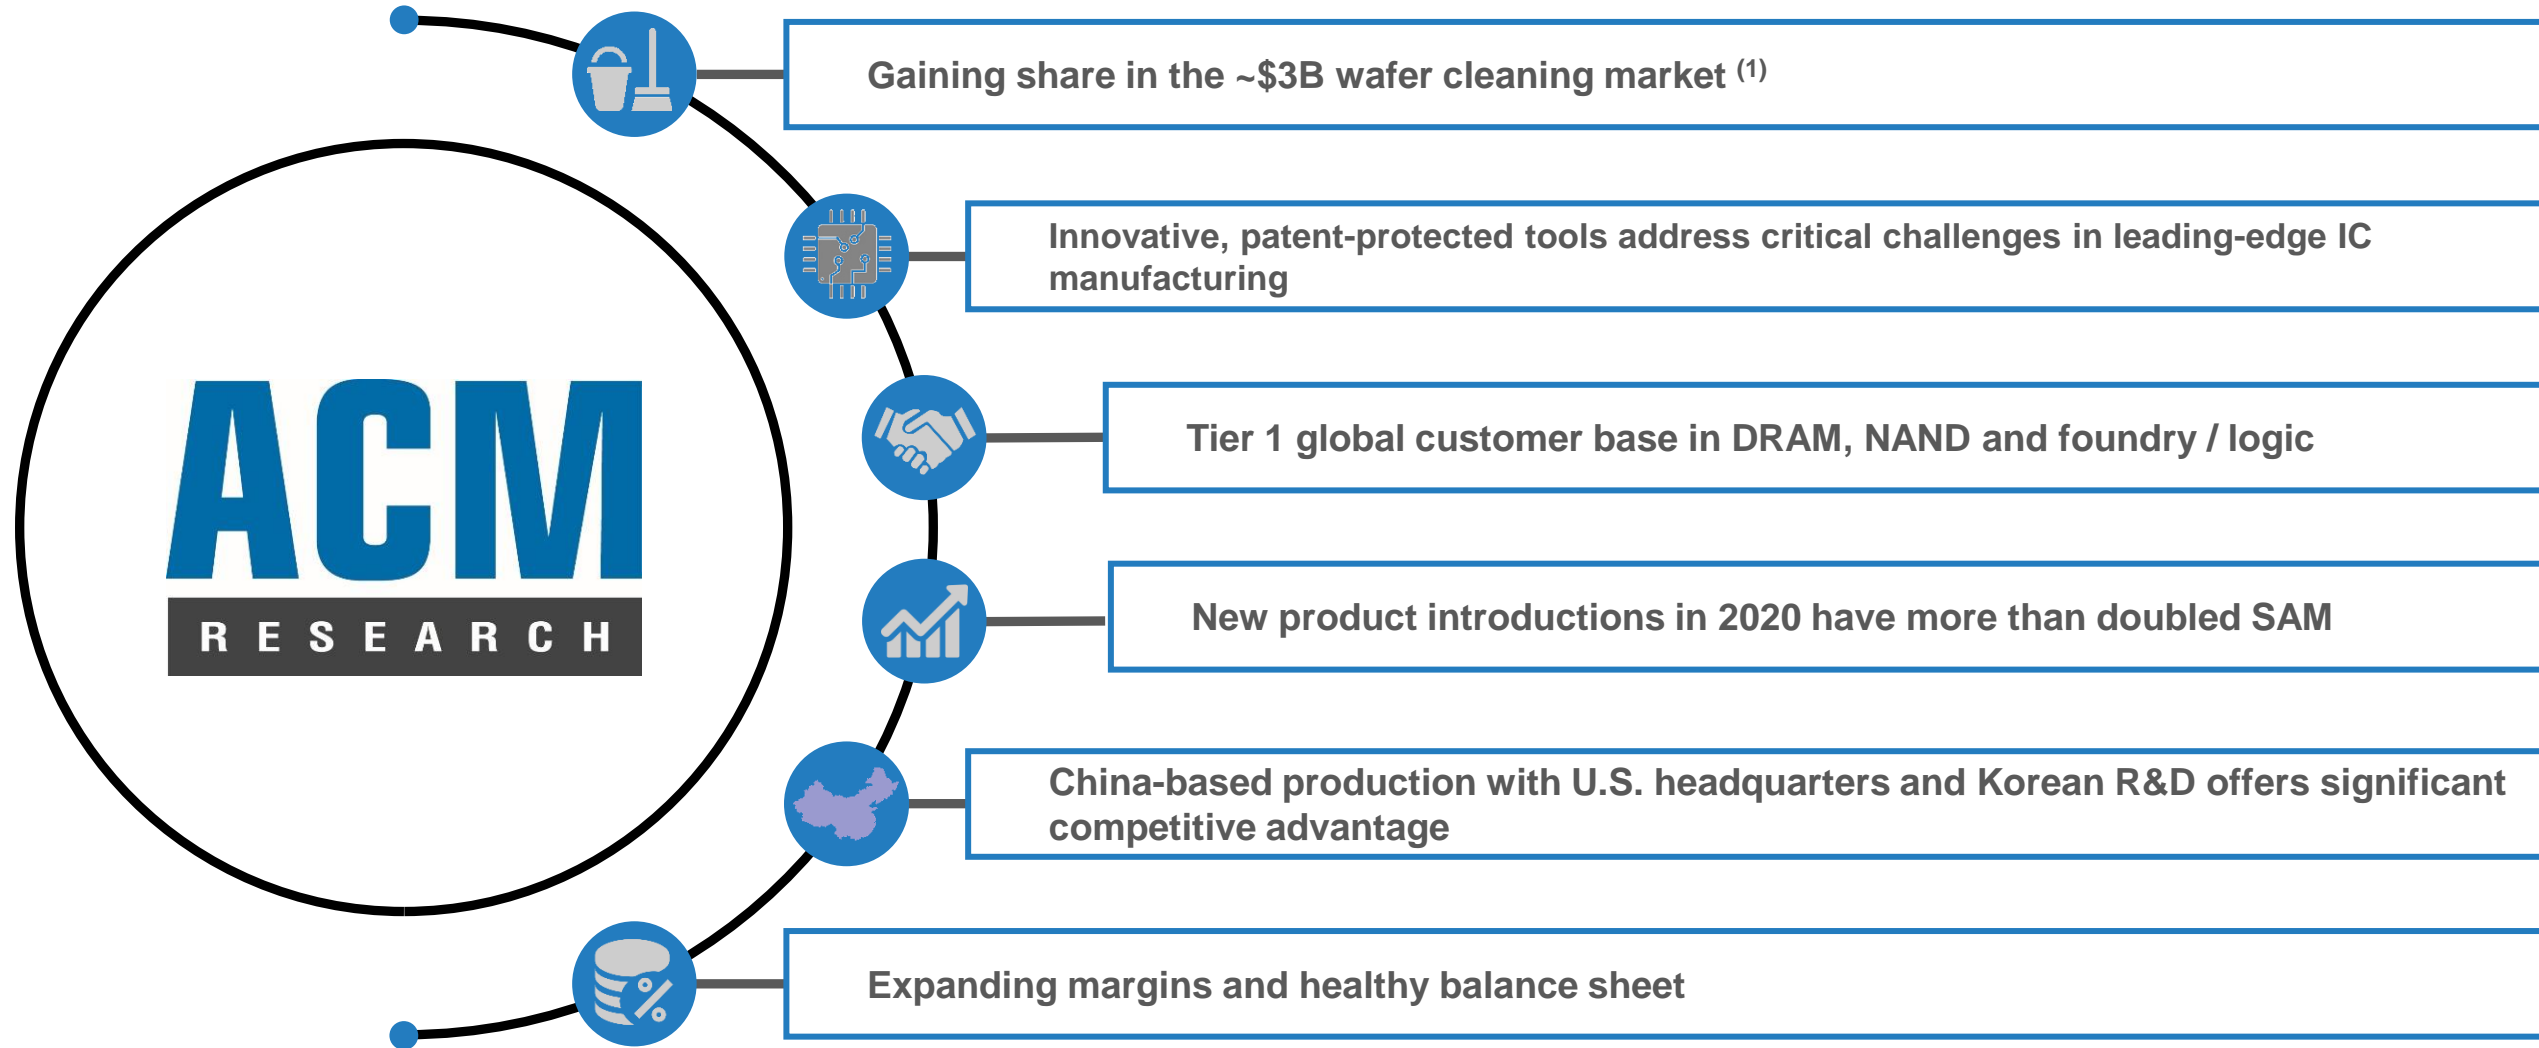 Gaining share in the ~$3B wafer cleaning market (1)
Innovative, patent-protected tools address critical challenges in leading-edge IC
manufacturing
ACM
RESEARCH
Tier 1 global customer base in DRAM, NAND and foundry / logic
New product introductions in 2020 have more than doubled SAM
China-based production with U.S. headquarters and Korean R&D offers significant
competitive advantage
Expanding margins and healthy balance sheet